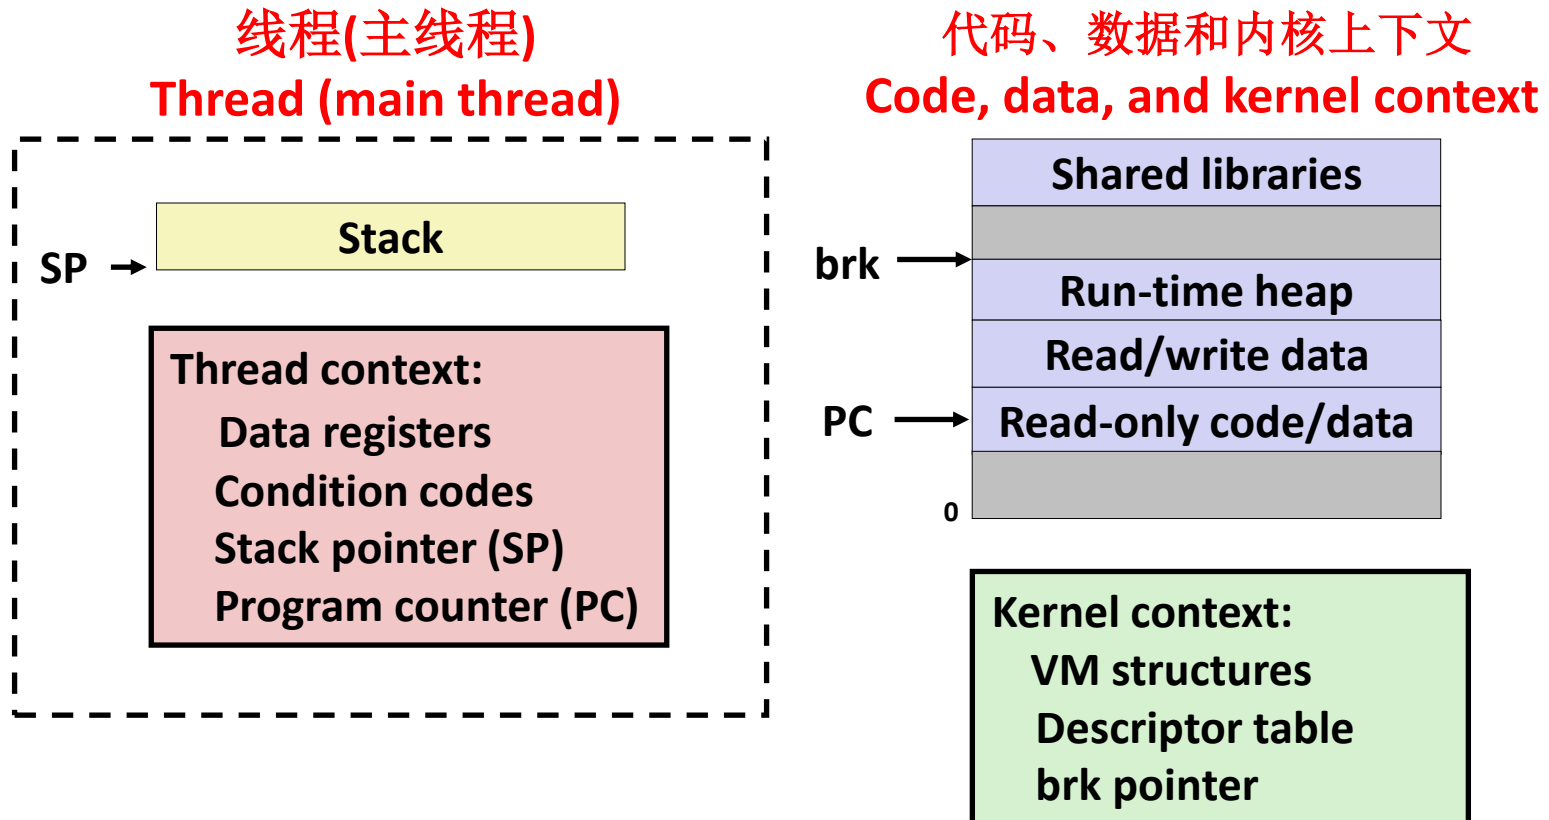 线程(主线程)
Thread (main thread)
SP
Stack
Thread context:
Data registers
Condition codes
Stack pointer (SP)
Program counter (PC)
代码、数据和内核上下文
Code, data, and kernel context
Shared libraries
brk
Run-time heap
Read/write data
PC
Read-only code/data
0
Kernel context:
VM structures
Descriptor table
brk pointer